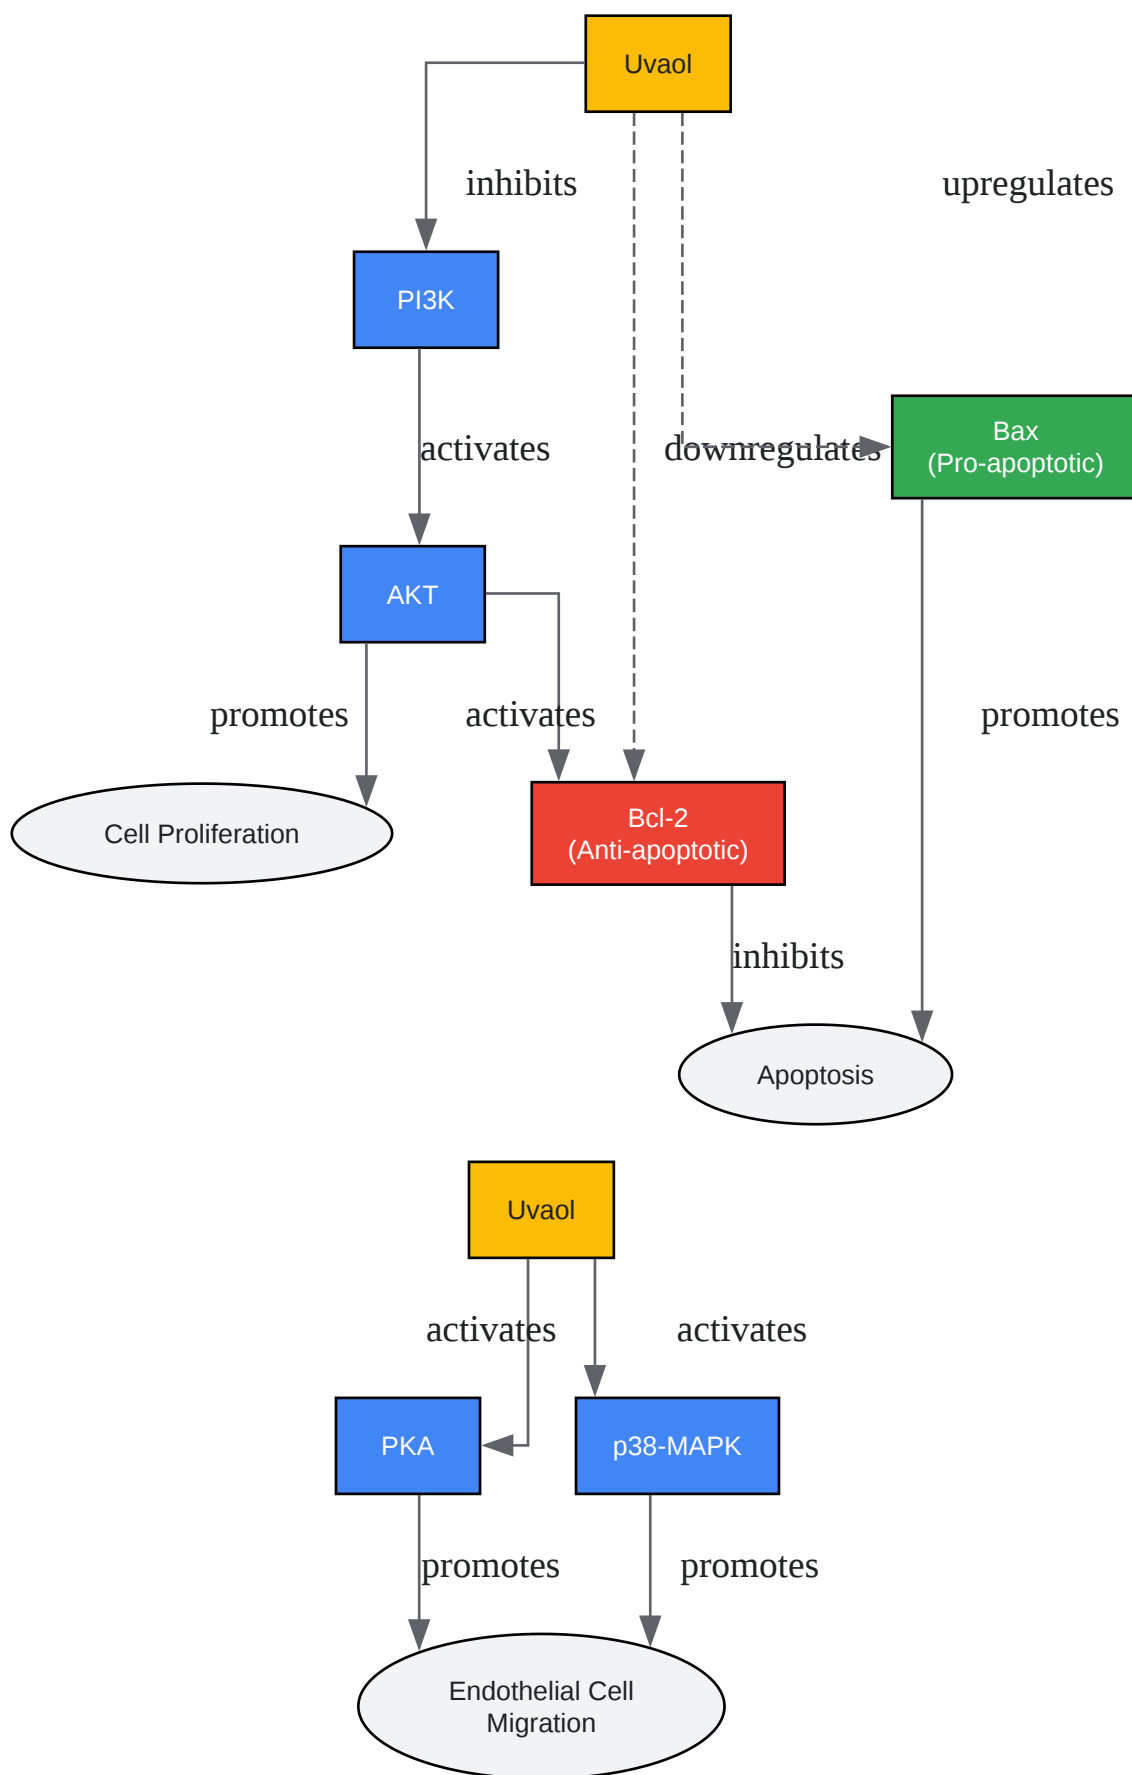 Uvaol
inhibits
upregulates
PI3K
activates
downregulates
Bax
(Pro-apoptotic)
AKT
promotes
activates
promotes
Cell Proliferation
Bcl-2
(Anti-apoptotic)
inhibits
Apoptosis
Uvaol
activates
activates
PKA
p38-MAPK
promotes
promotes
Endothelial Cell
Migration